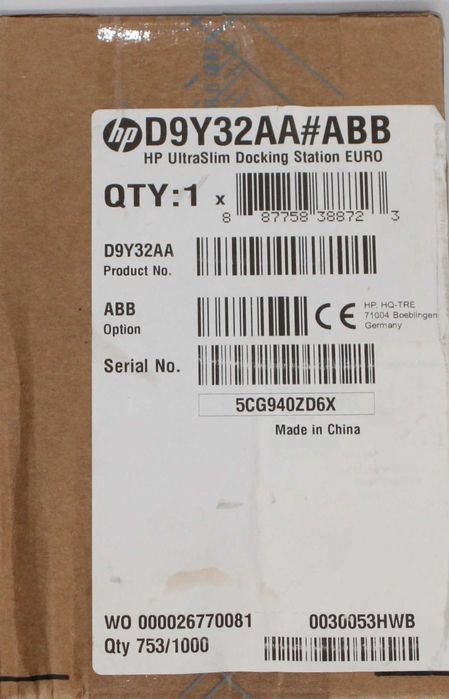 hp D9Y32AA#ABB
HP UltraSlim Docking Station EURO
QTY:1 x
8 87758 38872 3
D9Y32AA
Product No.
ABB
Option
CE
HP, HQ-TRE
71004 Boeblingen
Germany
Serial No.
5CG940ZD6X
Made in China
WO 000026770081
0030053HWB
Qty 753/1000